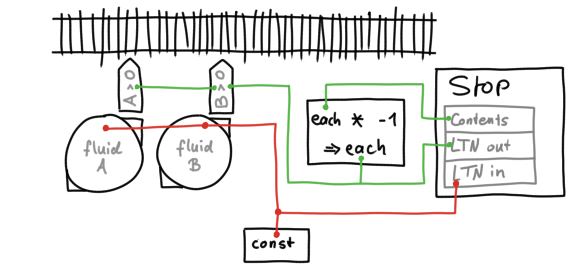 A > 0
B > 0
Stop
each * -1
⇒ each
Contents
LTN out
LTN in
fluid
A
fluid
B
const